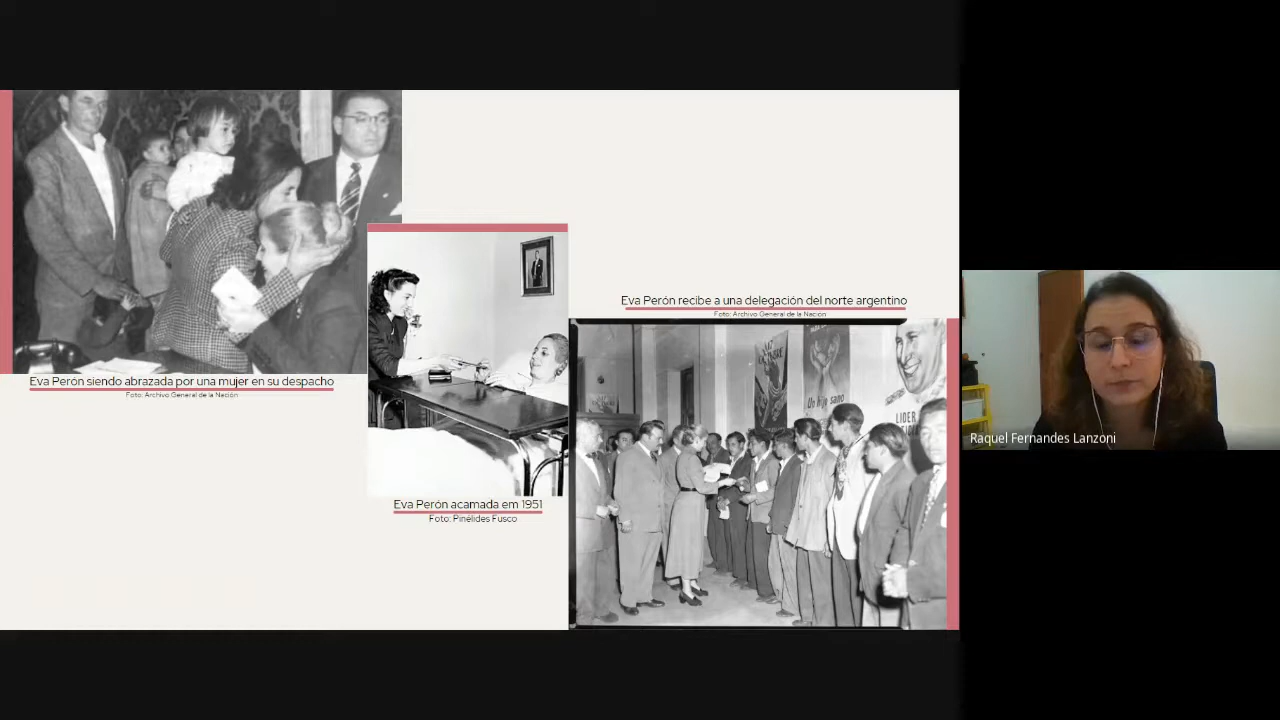 Eva Perón siendo abrazada por una mujer en su despacho
Foto: Archivo General de la Nación
Eva Perón acamada em 1951
Foto: Pinélides Fusco
Eva Perón recibe a una delegación del norte argentino
Foto: Archivo General de la Nación
Un hijo sano
LIDER
Raquel Fernandes Lanzoni